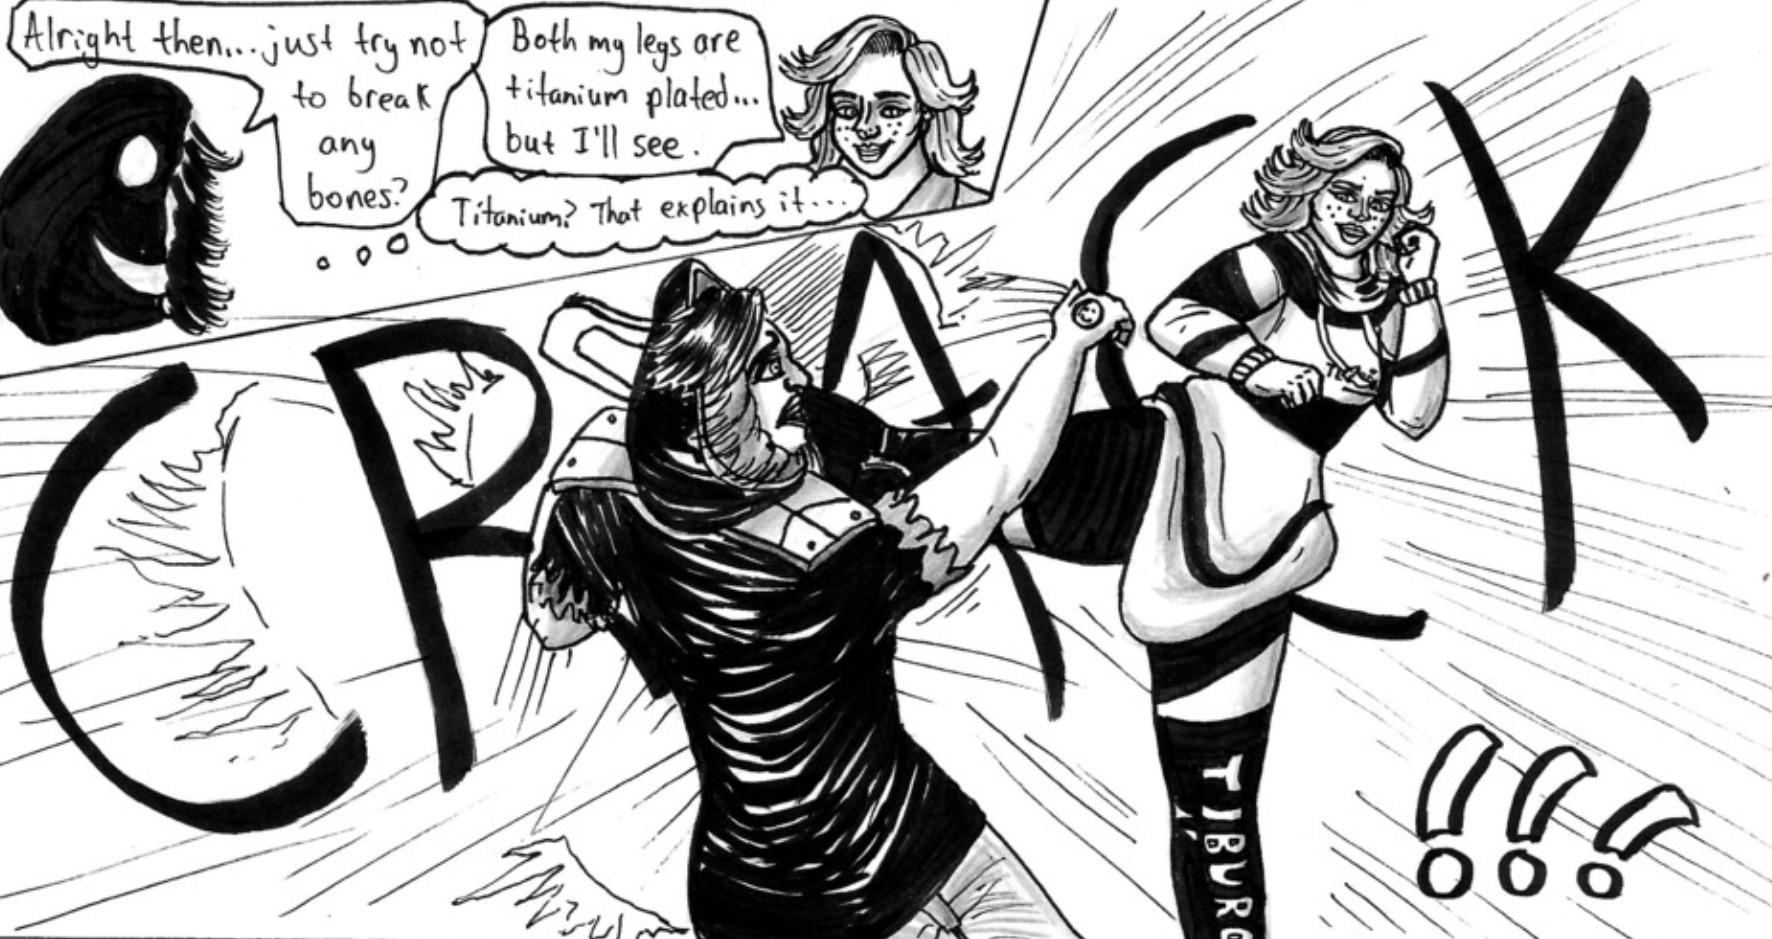 Alright then...just try not
to break
any
bones?
Both my legs are
titanium plated...
but I'll see.
Titanium? That explains it...
CRACK
!!!